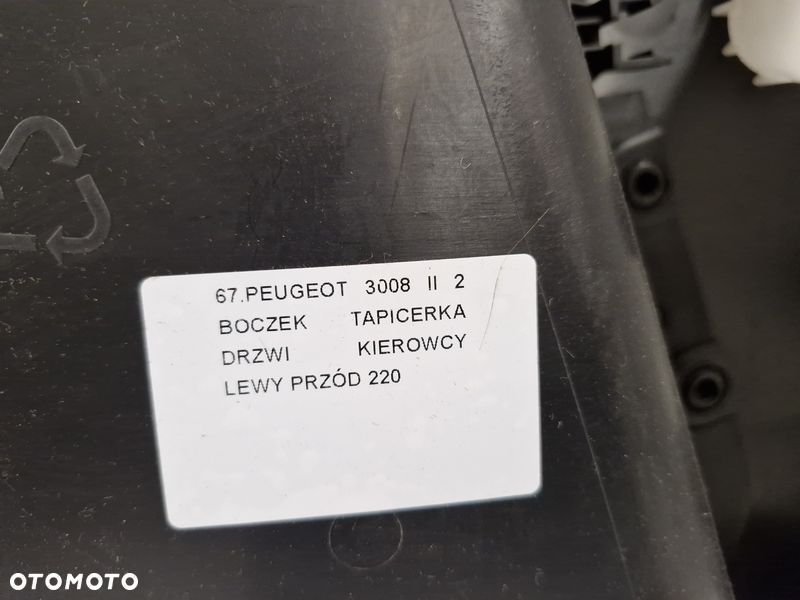 67.PEUGEOT 3008 II 2
BOCZEK TAPICERKA
DRZWI KIEROWCY
LEWY PRZÓD 220
OTOMOTO